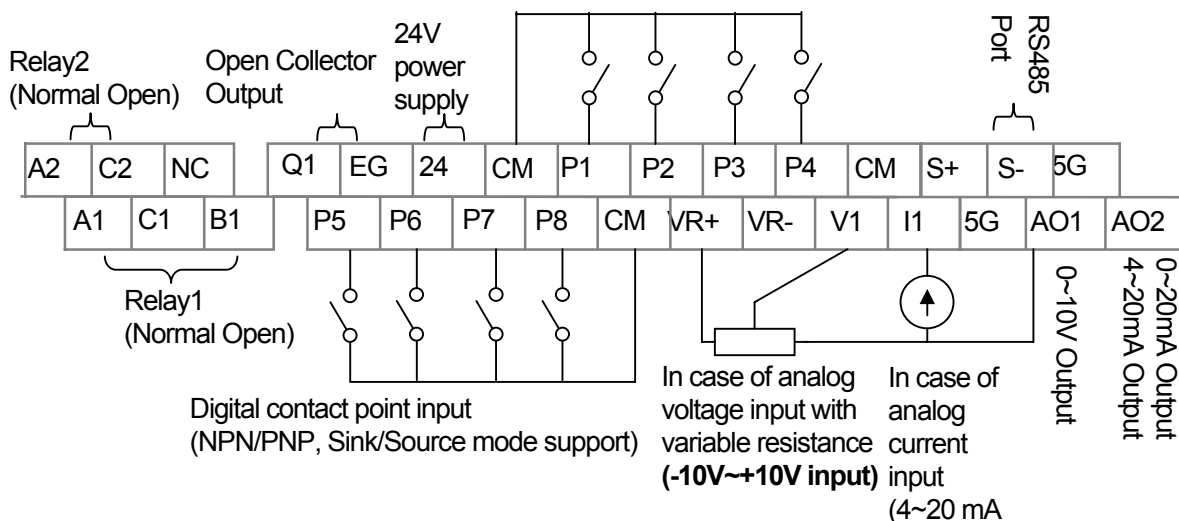 Relay2
(Normal Open)
Open Collector
Output
24V
power
supply
RS485
Port
A2 C2 NC Q1 EG 24 CM P1 P2 P3 P4 CM S+ S- 5G
A1 C1 B1 P5 P6 P7 P8 CM VR+ VR- V1 I1 5G AO1 AO2
Relay1
(Normal Open)
Digital contact point input
(NPN/PNP, Sink/Source mode support)
In case of analog
voltage input with
variable resistance
(-10V~+10V input)
In case of
analog
current
input
(4~20 mA
0~10V Output
0~20mA Output
4~20mA Output